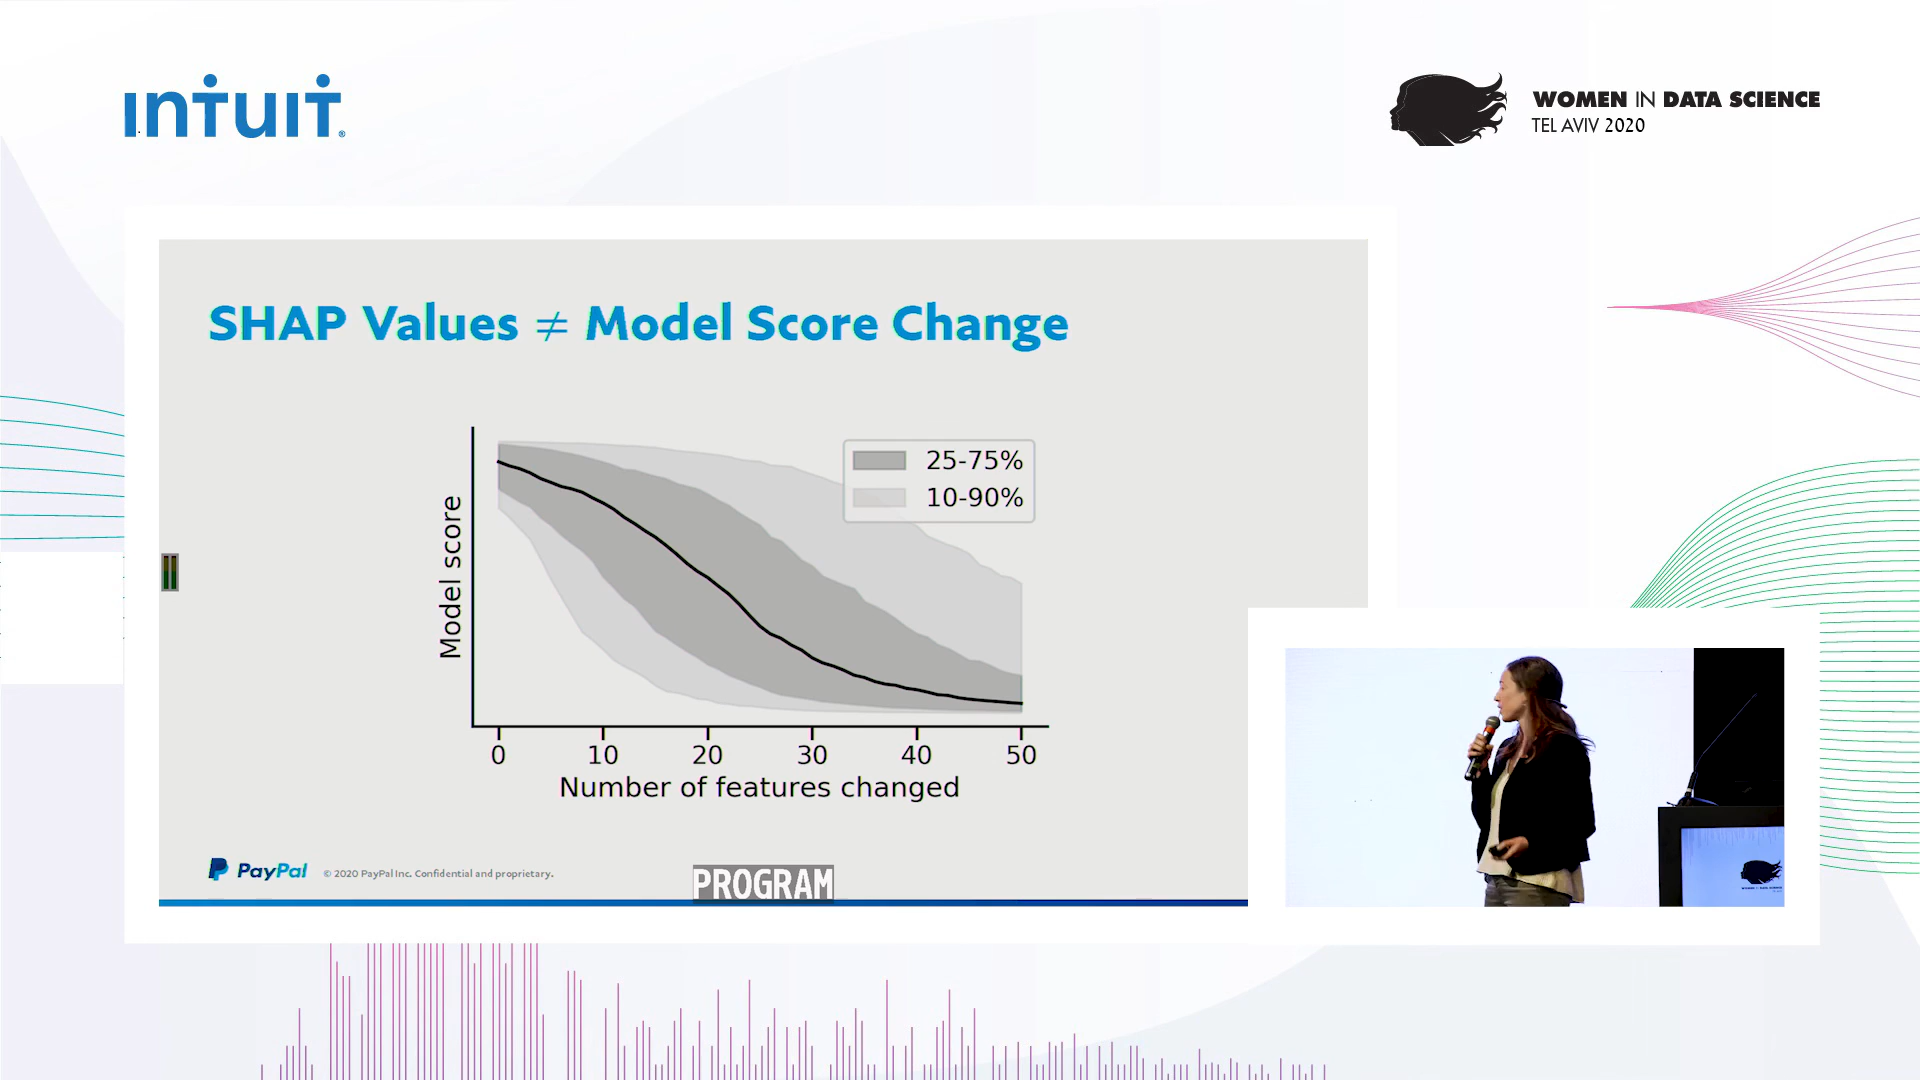 intuit
WOMEN IN DATA SCIENCE
TEL AVIV 2020
SHAP Values ≠ Model Score Change
25-75%
10-90%
Model score
0 10 20 30 40 50
Number of features changed
PayPal © 2020 PayPal Inc. Confidential and proprietary.
PROGRAM